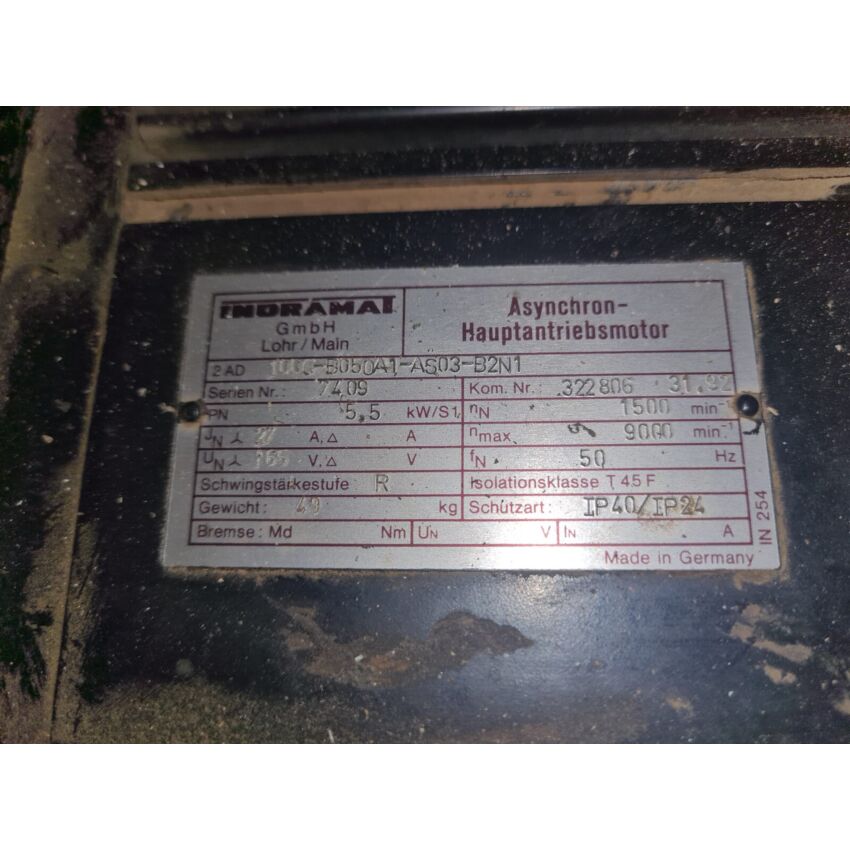 INDRAMAT
GmbH
Lohr/Main
Asynchron-
Hauptantriebsmotor
2 AD -B050A1-AS03-B2N1
Serien Nr.: 7409 Kom. Nr.: 322806 31.92
PN 5,5 kW/S1 nN 1500 min⁻¹
JN ⅄ A, △ A nmax 9000 min⁻¹
UN ⅄ V, △ V fN 50 Hz
Schwingstärkestufe R Isolationsklasse T 45 F
Gewicht: kg Schutzart: IP40/IP24
Bremse: Md Nm UN V IN A
Made in Germany
IN 254